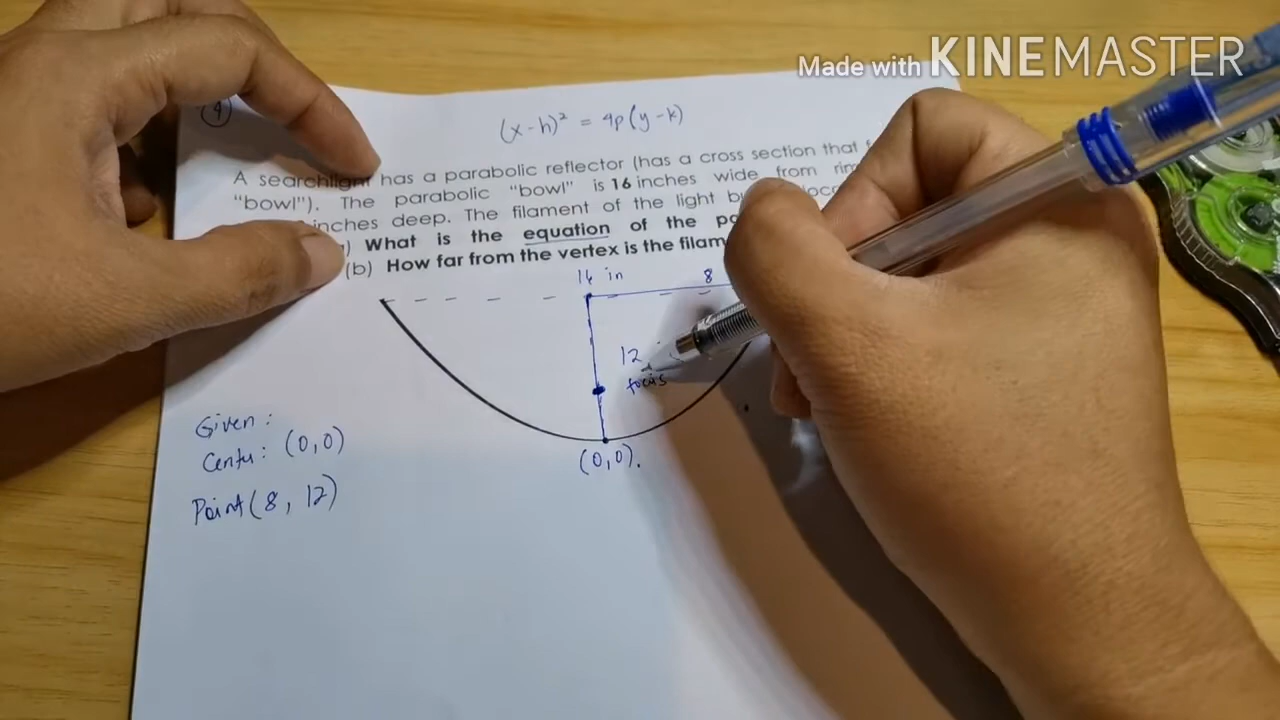 Made with KINEMASTER
4
(x-h)² = 4p(y-k)
A searchlight has a parabolic reflector (has a cross section that
"bowl"). The parabolic "bowl" is 16 inches wide from rim
inches deep. The filament of the light
What is the equation of the
(b) How far from the vertex is the
16 in 8
12
focus
Given:
(0,0)
(0,0).
Point (8, 12)